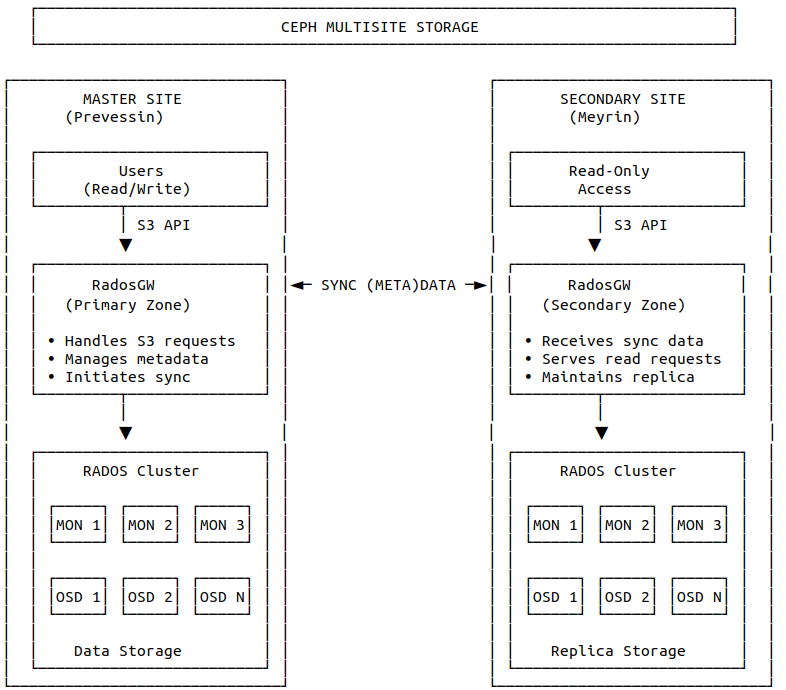 CEPH MULTISITE STORAGE
MASTER SITE
(Prevessin)
Users
(Read/Write)
S3 API
RadosGW
(Primary Zone)
• Handles S3 requests
• Manages metadata
• Initiates sync
RADOS Cluster
MON 1 MON 2 MON 3
OSD 1 OSD 2 OSD N
Data Storage
SYNC (META)DATA
SECONDARY SITE
(Meyrin)
Read-Only
Access
S3 API
RadosGW
(Secondary Zone)
• Receives sync data
• Serves read requests
• Maintains replica
RADOS Cluster
MON 1 MON 2 MON 3
OSD 1 OSD 2 OSD N
Replica Storage